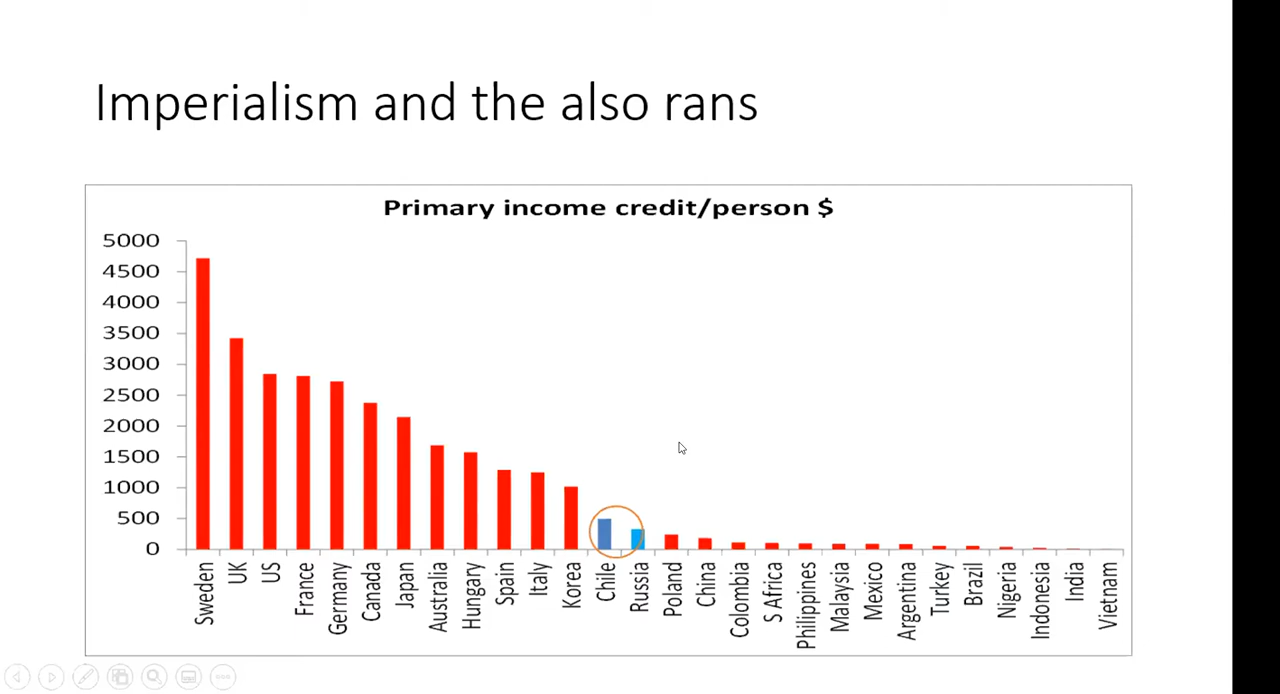 Imperialism and the also rans
Primary income credit/person $
5000
4500
4000
3500
3000
2500
2000
1500
1000
500
0
Sweden
UK
US
France
Germany
Canada
Japan
Australia
Hungary
Spain
Italy
Korea
Chile
Russia
Poland
China
Colombia
S Africa
Philippines
Malaysia
Mexico
Argentina
Turkey
Brazil
Nigeria
Indonesia
India
Vietnam